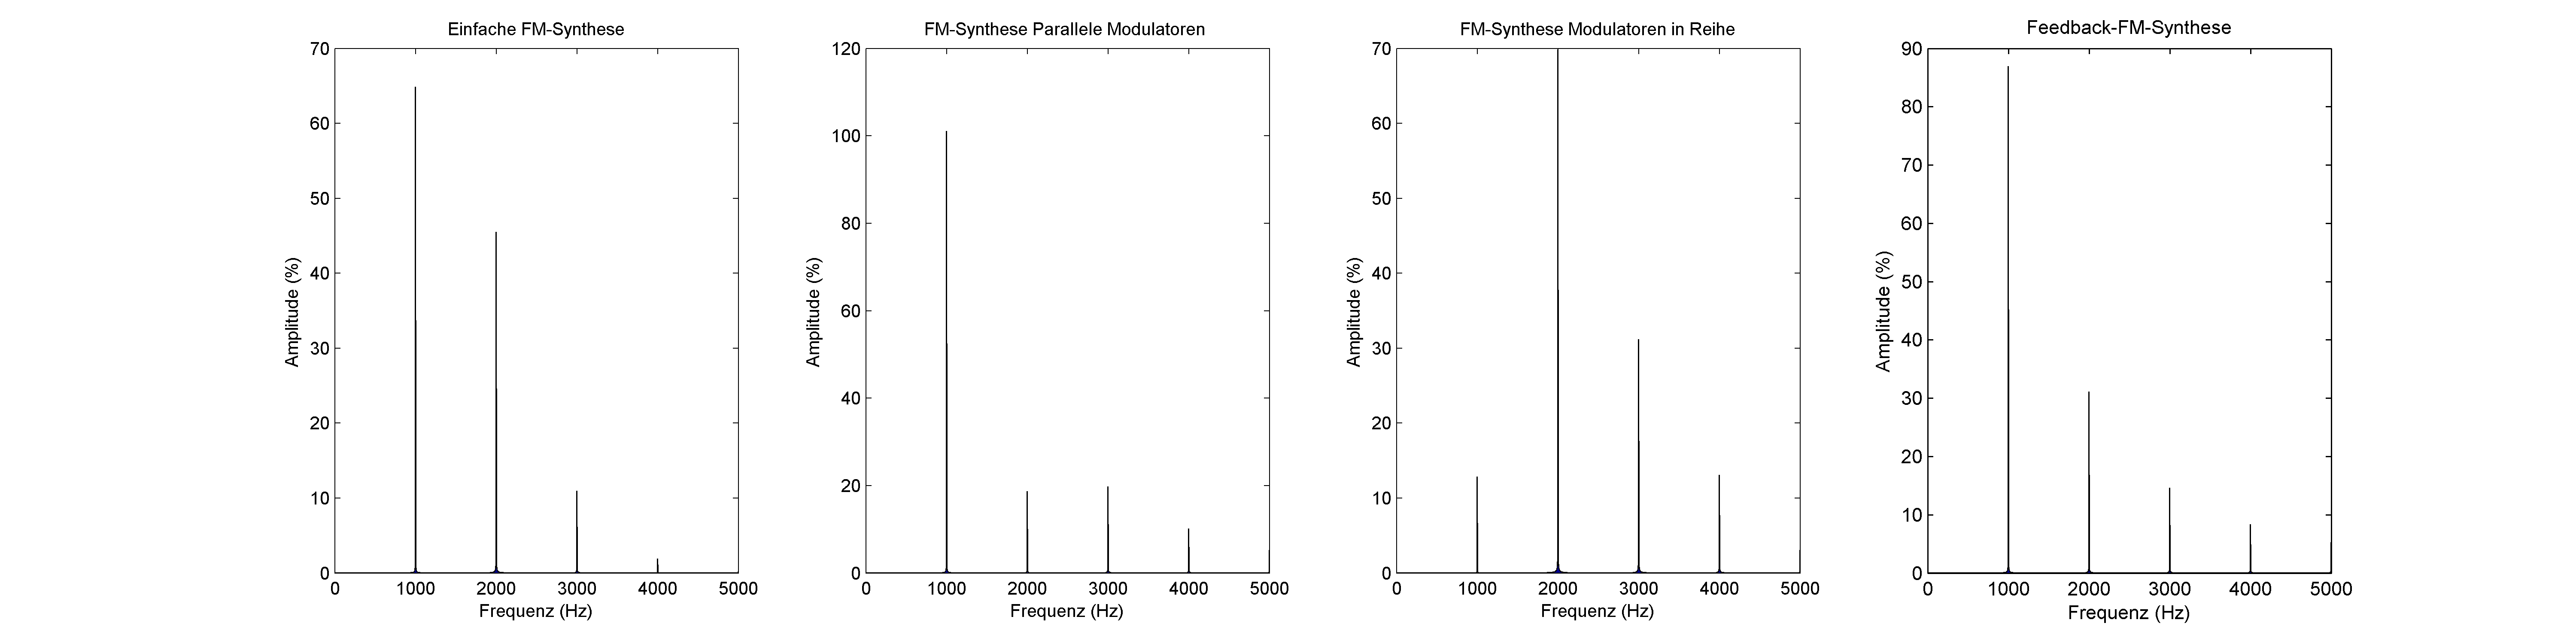 Einfache FM-Synthese
70
60
50
40
30
20
10
0
0 1000 2000 3000 4000 5000
Frequenz (Hz)
Amplitude (%)
FM-Synthese Parallele Modulatoren
120
100
80
60
40
20
0
0 1000 2000 3000 4000 5000
Frequenz (Hz)
Amplitude (%)
FM-Synthese Modulatoren in Reihe
70
60
50
40
30
20
10
0
0 1000 2000 3000 4000 5000
Frequenz (Hz)
Amplitude (%)
Feedback-FM-Synthese
90
80
70
60
50
40
30
20
10
0
0 1000 2000 3000 4000 5000
Frequenz (Hz)
Amplitude (%)